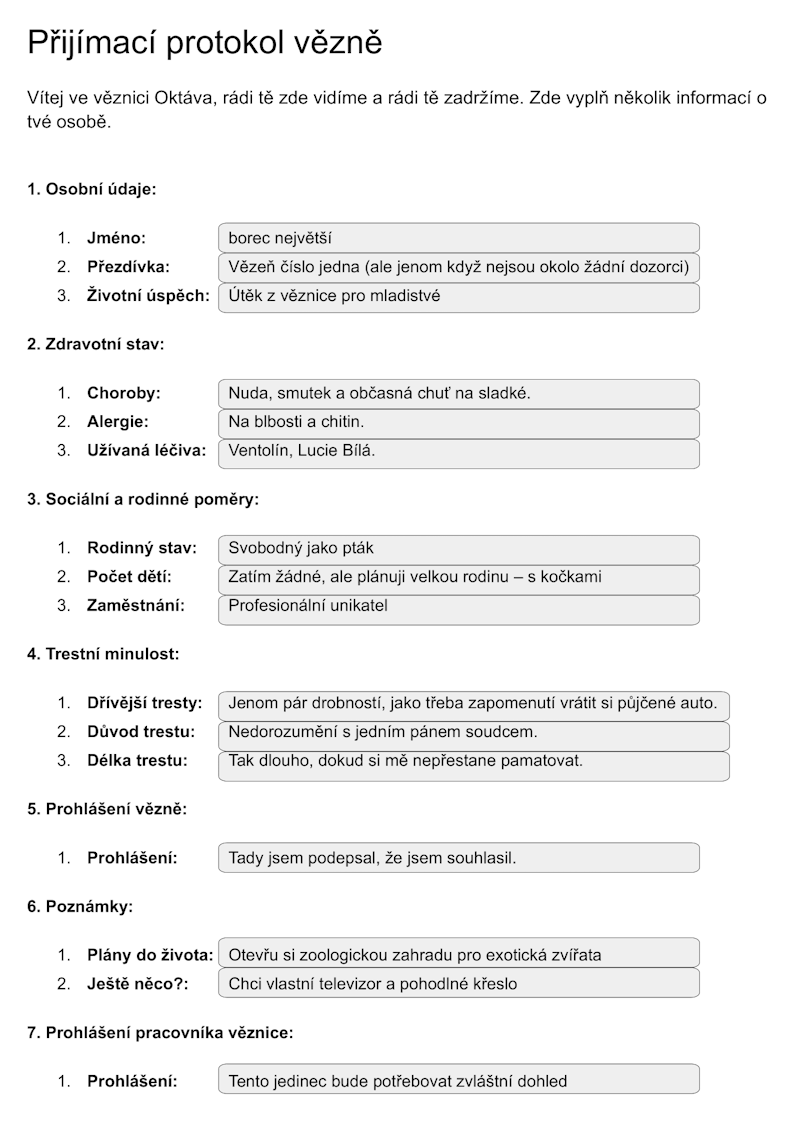 Přijímací protokol vězně
Vítej ve věznici Oktáva, rádi tě zde vidíme a rádi tě zadržíme. Zde vyplň několik informací o
tvé osobě.
1. Osobní údaje:
1. Jméno: borec největší
2. Přezdívka: Vězeň číslo jedna (ale jenom když nejsou okolo žádní dozorci)
3. Životní úspěch: Útěk z věznice pro mladistvé
2. Zdravotní stav:
1. Choroby: Nuda, smutek a občasná chuť na sladké.
2. Alergie: Na blbosti a chitin.
3. Užívaná léčiva: Ventolín, Lucie Bílá.
3. Sociální a rodinné poměry:
1. Rodinný stav: Svobodný jako pták
2. Počet dětí: Zatím žádné, ale plánuji velkou rodinu – s kočkami
3. Zaměstnání: Profesionální unikatel
4. Trestní minulost:
1. Dřívější tresty: Jenom pár drobností, jako třeba zapomenutí vrátit si půjčené auto.
2. Důvod trestu: Nedorozumění s jedním pánem soudcem.
3. Délka trestu: Tak dlouho, dokud si mě nepřestane pamatovat.
5. Prohlášení vězně:
1. Prohlášení: Tady jsem podepsal, že jsem souhlasil.
6. Poznámky:
1. Plány do života: Otevřu si zoologickou zahradu pro exotická zvířata
2. Ještě něco?: Chci vlastní televizor a pohodlné křeslo
7. Prohlášení pracovníka věznice:
1. Prohlášení: Tento jedinec bude potřebovat zvláštní dohled